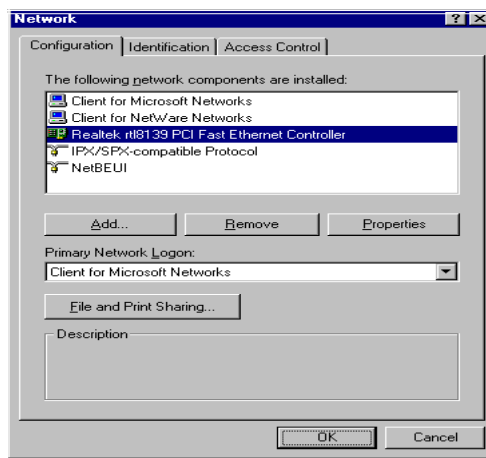 Network
Configuration Identification Access Control
The following network components are installed:
Client for Microsoft Networks
Client for NetWare Networks
Realtek rtl8139 PCI Fast Ethernet Controller
IPX/SPX-compatible Protocol
NetBEUI
Add... Remove Properties
Primary Network Logon:
Client for Microsoft Networks
File and Print Sharing...
Description
OK Cancel